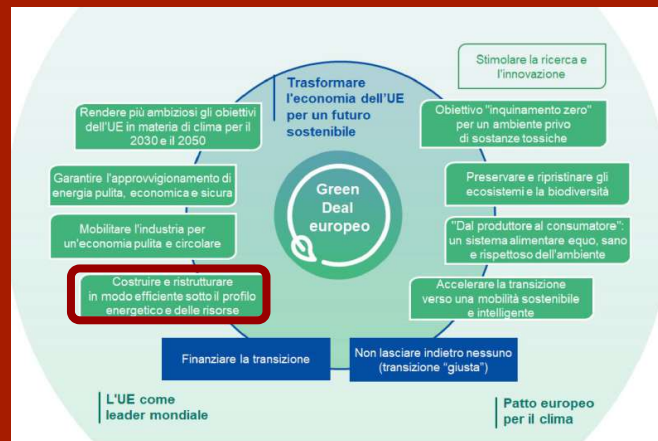 Stimolare la ricerca e
l'innovazione
Trasformare
l'economia dell'UE
per un futuro
sostenibile
Rendere più ambiziosi gli obiettivi
dell'UE in materia di clima per il
2030 e il 2050
Obiettivo "inquinamento zero"
per un ambiente privo
di sostanze tossiche
Garantire l'approvvigionamento di
energia pulita, economica e sicura
Preservare e ripristinare gli
ecosistemi e la biodiversità
Green
Deal
europeo
Mobilitare l'industria per
un'economia pulita e circolare
"Dal produttore al consumatore":
un sistema alimentare equo, sano
e rispettoso dell'ambiente
Costruire e ristrutturare
in modo efficiente sotto il profilo
energetico e delle risorse
Accelerare la transizione
verso una mobilità sostenibile
e intelligente
Finanziare la transizione
Non lasciare indietro nessuno
(transizione "giusta")
L'UE come
leader mondiale
Patto europeo
per il clima